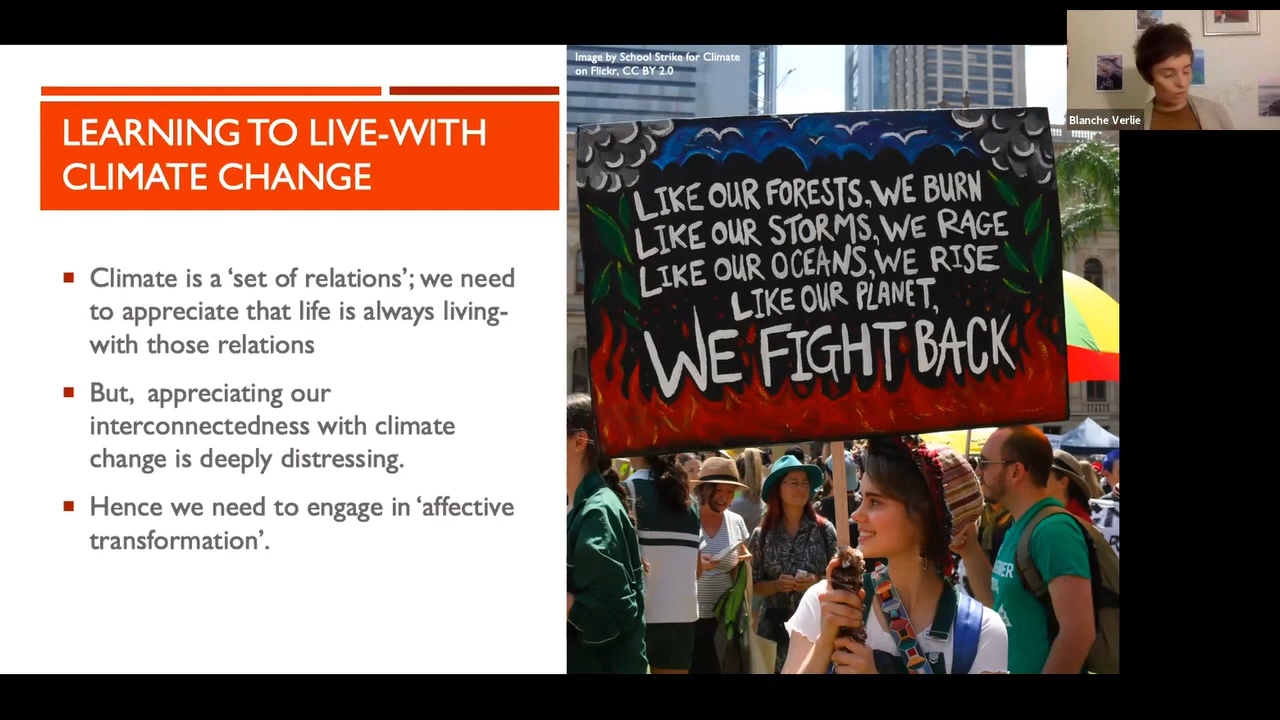 LEARNING TO LIVE-WITH
CLIMATE CHANGE
Climate is a ‘set of relations’; we need
to appreciate that life is always living-
with those relations
But, appreciating our
interconnectedness with climate
change is deeply distressing.
Hence we need to engage in ‘affective
transformation’.
Image by School Strike for Climate
on Flickr, CC BY 2.0
LIKE OUR FORESTS, WE BURN
LIKE OUR STORMS, WE RAGE
LIKE OUR OCEANS, WE RISE
LIKE OUR PLANET,
WE FIGHT BACK
Blanche Verlie